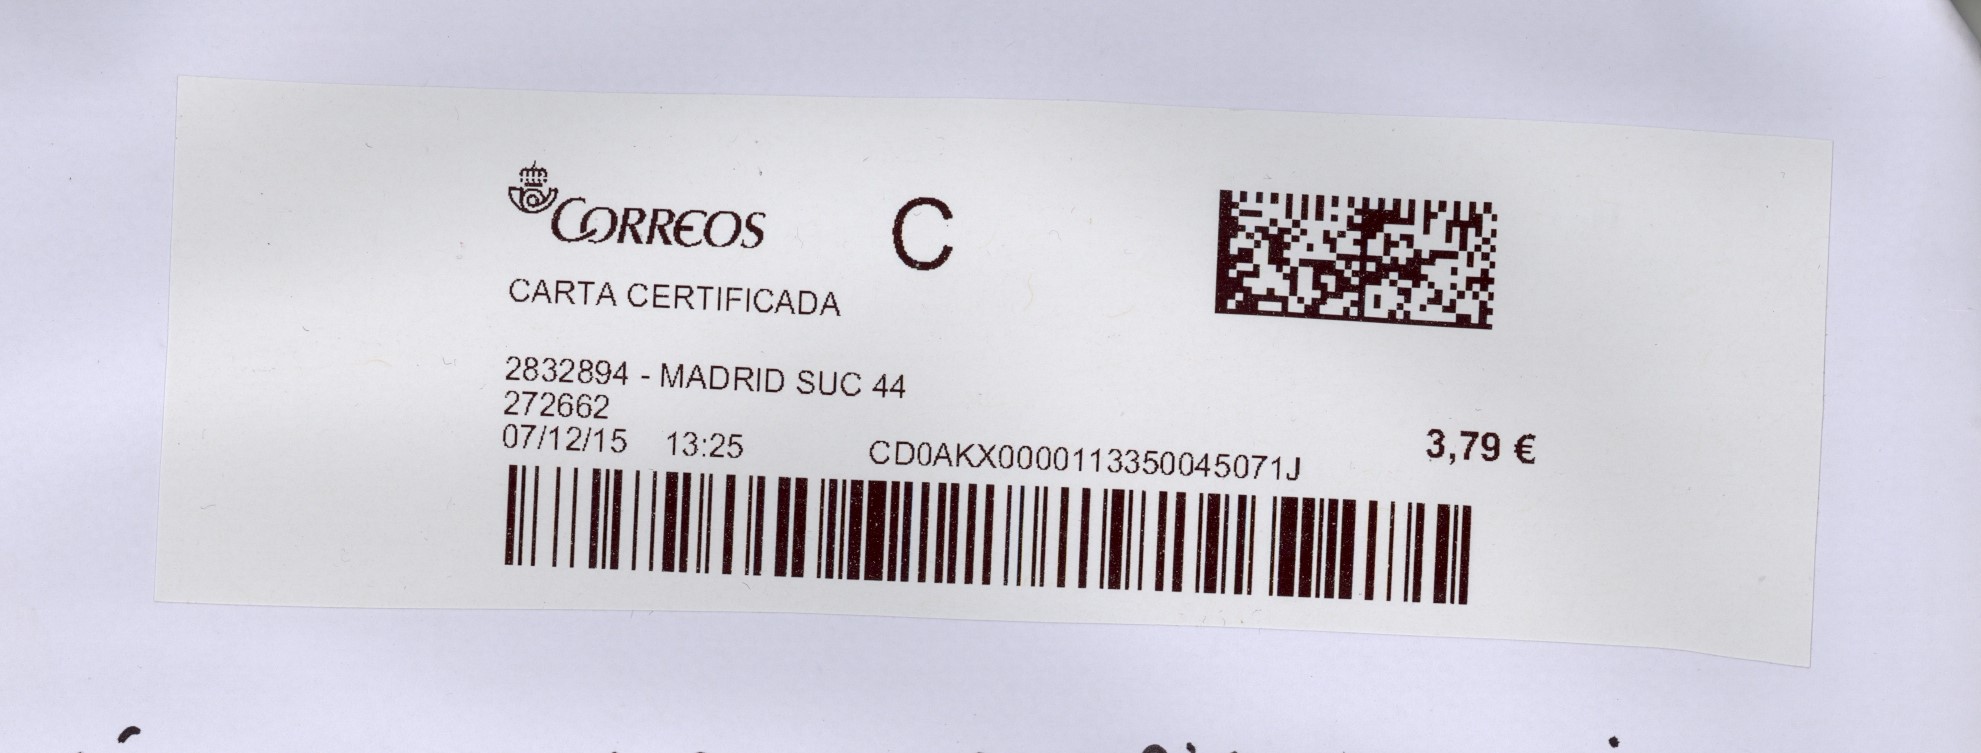 CORREOS C
CARTA CERTIFICADA
2832894 - MADRID SUC 44
272662
07/12/15 13:25 CD0AKX0000113350045071J 3,79 €